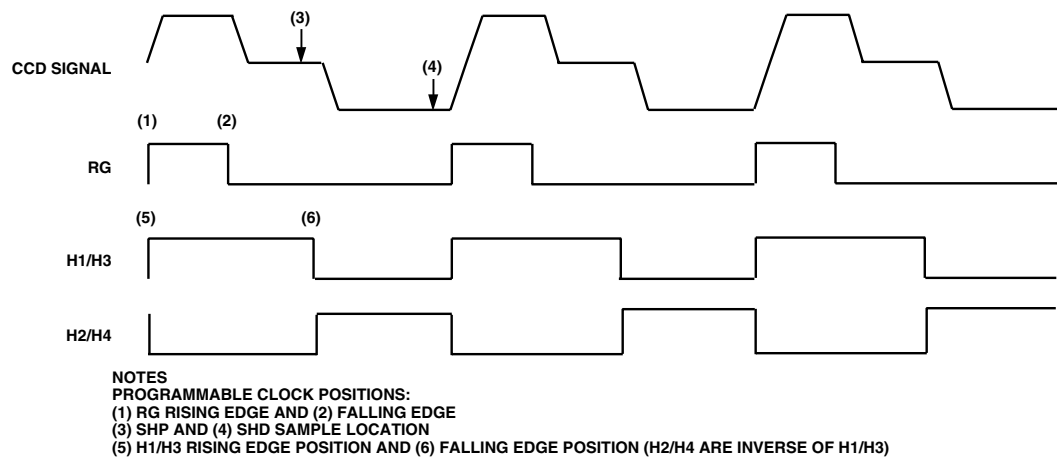 (3)
CCD SIGNAL
(4)
(1) (2)
RG
(5) (6)
H1/H3
H2/H4
NOTES
PROGRAMMABLE CLOCK POSITIONS:
(1) RG RISING EDGE AND (2) FALLING EDGE
(3) SHP AND (4) SHD SAMPLE LOCATION
(5) H1/H3 RISING EDGE POSITION AND (6) FALLING EDGE POSITION (H2/H4 ARE INVERSE OF H1/H3)